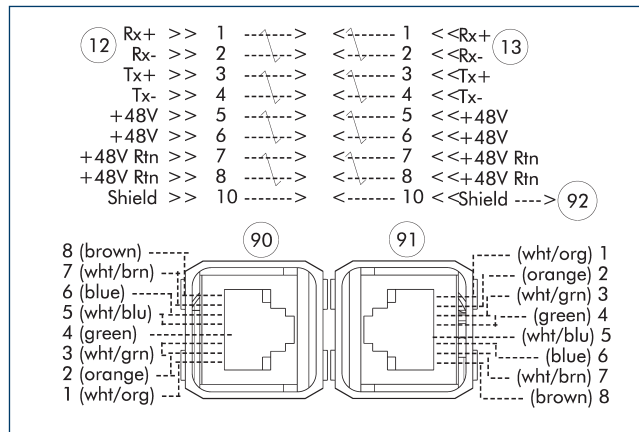 12 Rx+ >> 1 -----> <----- 1 <<Rx+ 13
Rx- >> 2 -----> <----- 2 <<Rx-
Tx+ >> 3 -----> <----- 3 <<Tx+
Tx- >> 4 -----> <----- 4 <<Tx-
+48V >> 5 -----> <----- 5 <<+48V
+48V >> 6 -----> <----- 6 <<+48V
+48V Rtn >> 7 -----> <----- 7 <<+48V Rtn
+48V Rtn >> 8 -----> <----- 8 <<+48V Rtn
Shield >> 10 -----> <----- 10 <<Shield ----> 92
90 91
8 (brown)
7 (wht/brn)
6 (blue)
5 (wht/blu)
4 (green)
3 (wht/grn)
2 (orange)
1 (wht/org)
(wht/org) 1
(orange) 2
(wht/grn) 3
(green) 4
(wht/blu) 5
(blue) 6
(wht/brn) 7
(brown) 8